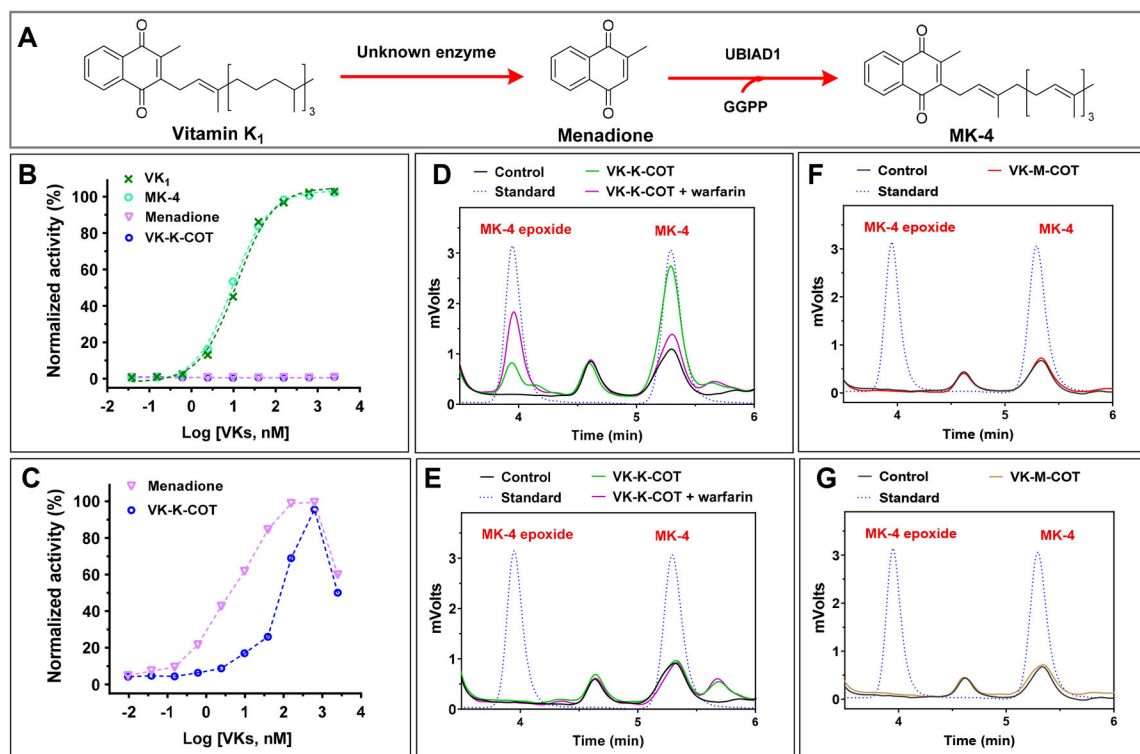 A
O
O
3
Vitamin K1
Unknown enzyme
O
O
Menadione
UBIAD1
GGPP
O
O
3
MK-4
B
VK1
MK-4
Menadione
VK-K-COT
Normalized activity (%)
100
80
60
40
20
0
-2 -1 0 1 2 3 4
Log [VKs, nM]
C
Menadione
VK-K-COT
Normalized activity (%)
100
80
60
40
20
0
-2 -1 0 1 2 3 4
Log [VKs, nM]
D
Control
VK-K-COT
Standard
VK-K-COT + warfarin
MK-4 epoxide
MK-4
mVolts
3
2
1
0
4 5 6
Time (min)
E
Control
VK-K-COT
Standard
VK-K-COT + warfarin
MK-4 epoxide
MK-4
mVolts
3
2
1
0
4 5 6
Time (min)
F
Control
VK-M-COT
Standard
MK-4 epoxide
MK-4
mVolts
3
2
1
0
4 5 6
Time (min)
G
Control
VK-M-COT
Standard
MK-4 epoxide
MK-4
mVolts
3
2
1
0
4 5 6
Time (min)